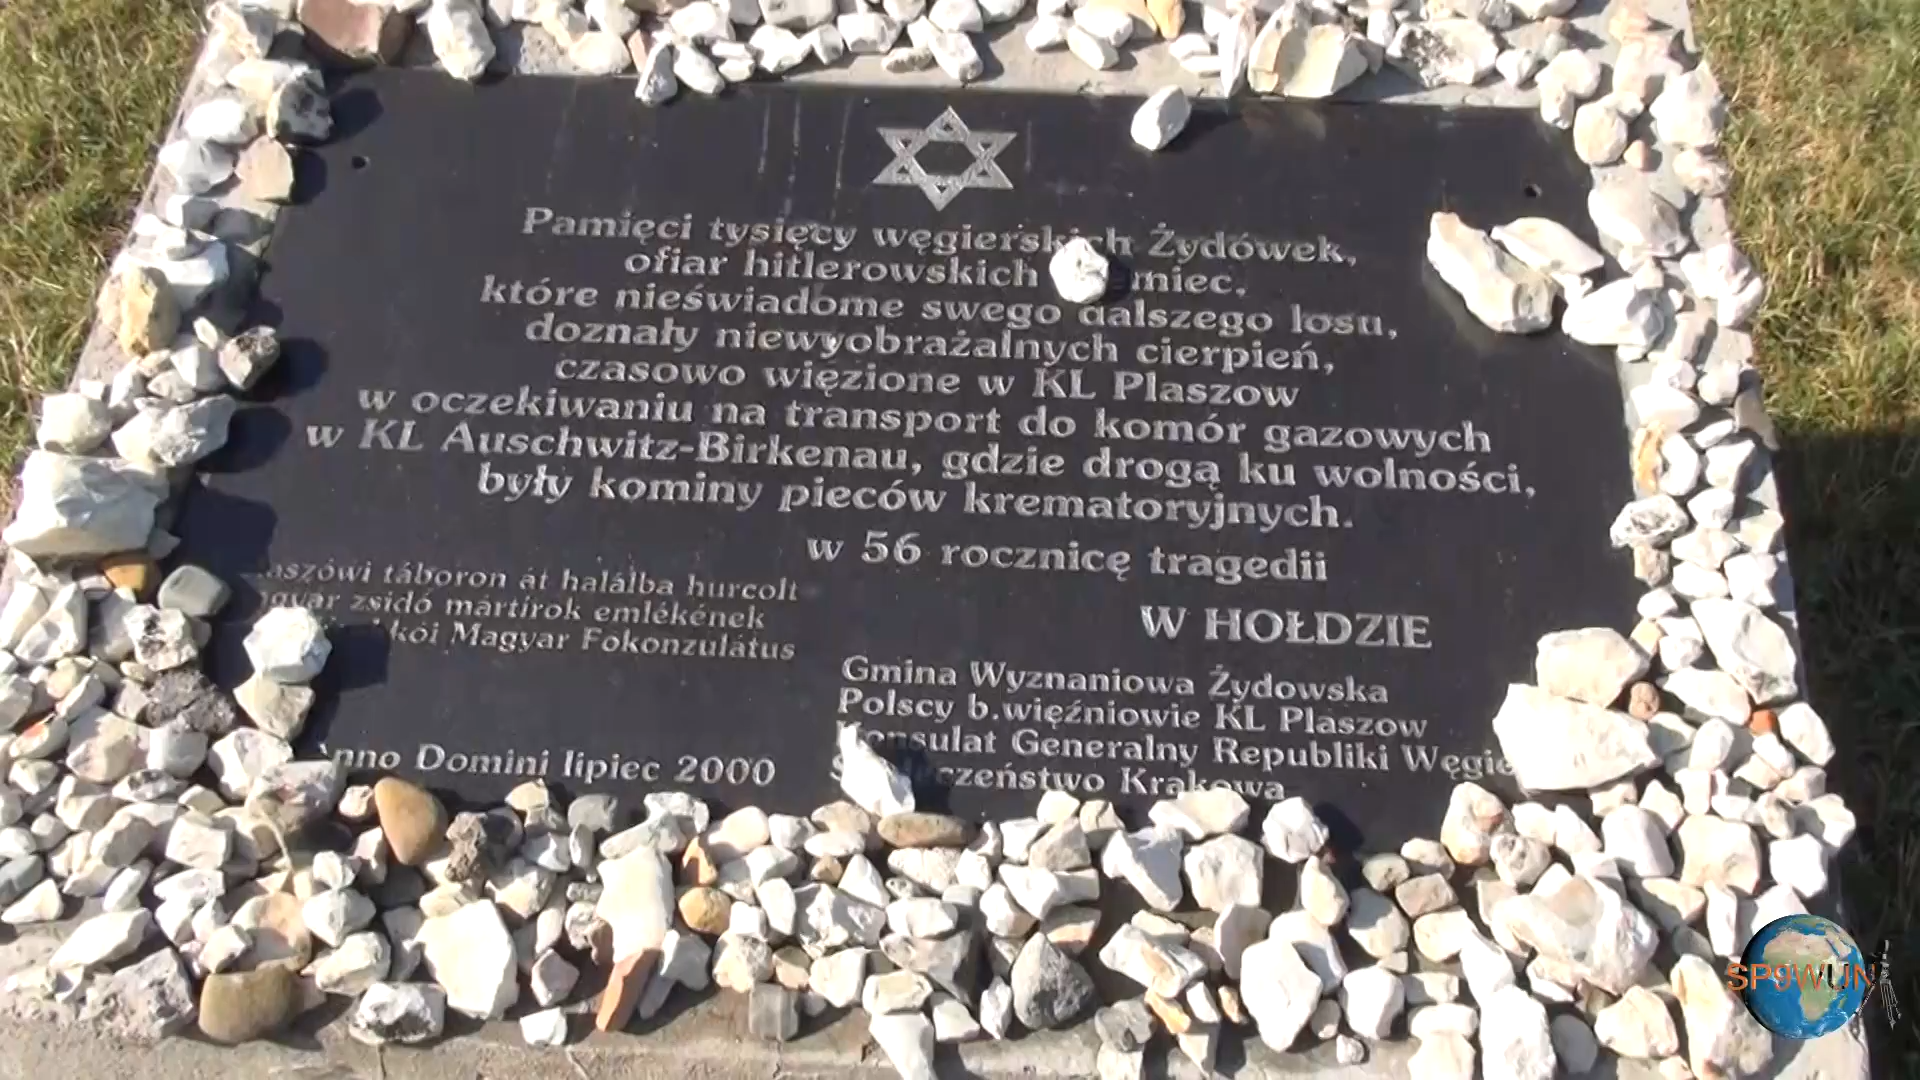 Pamięci tysięcy węgierskich Żydówek,
ofiar hitlerowskich
które nieświadome swego dalszego losu,
doznały niewyobrażalnych cierpień,
czasowo więzione w KL Plaszow
w oczekiwaniu na transport do komór gazowych
w KL Auschwitz-Birkenau, gdzie drogą ku wolności,
były kominy pieców krematoryjnych.
w 56 rocznicę tragedii
W HOŁDZIE
táboron át halálba hurcolt
zsidó mártírok emlékének
Magyar Fokonzulátus
Gmina Wyznaniowa Żydowska
Polscy b.więźniowie KL Plaszow
Konsulat Generalny Republiki
Krakowa
Anno Domini lipiec 2000
SP9WUN